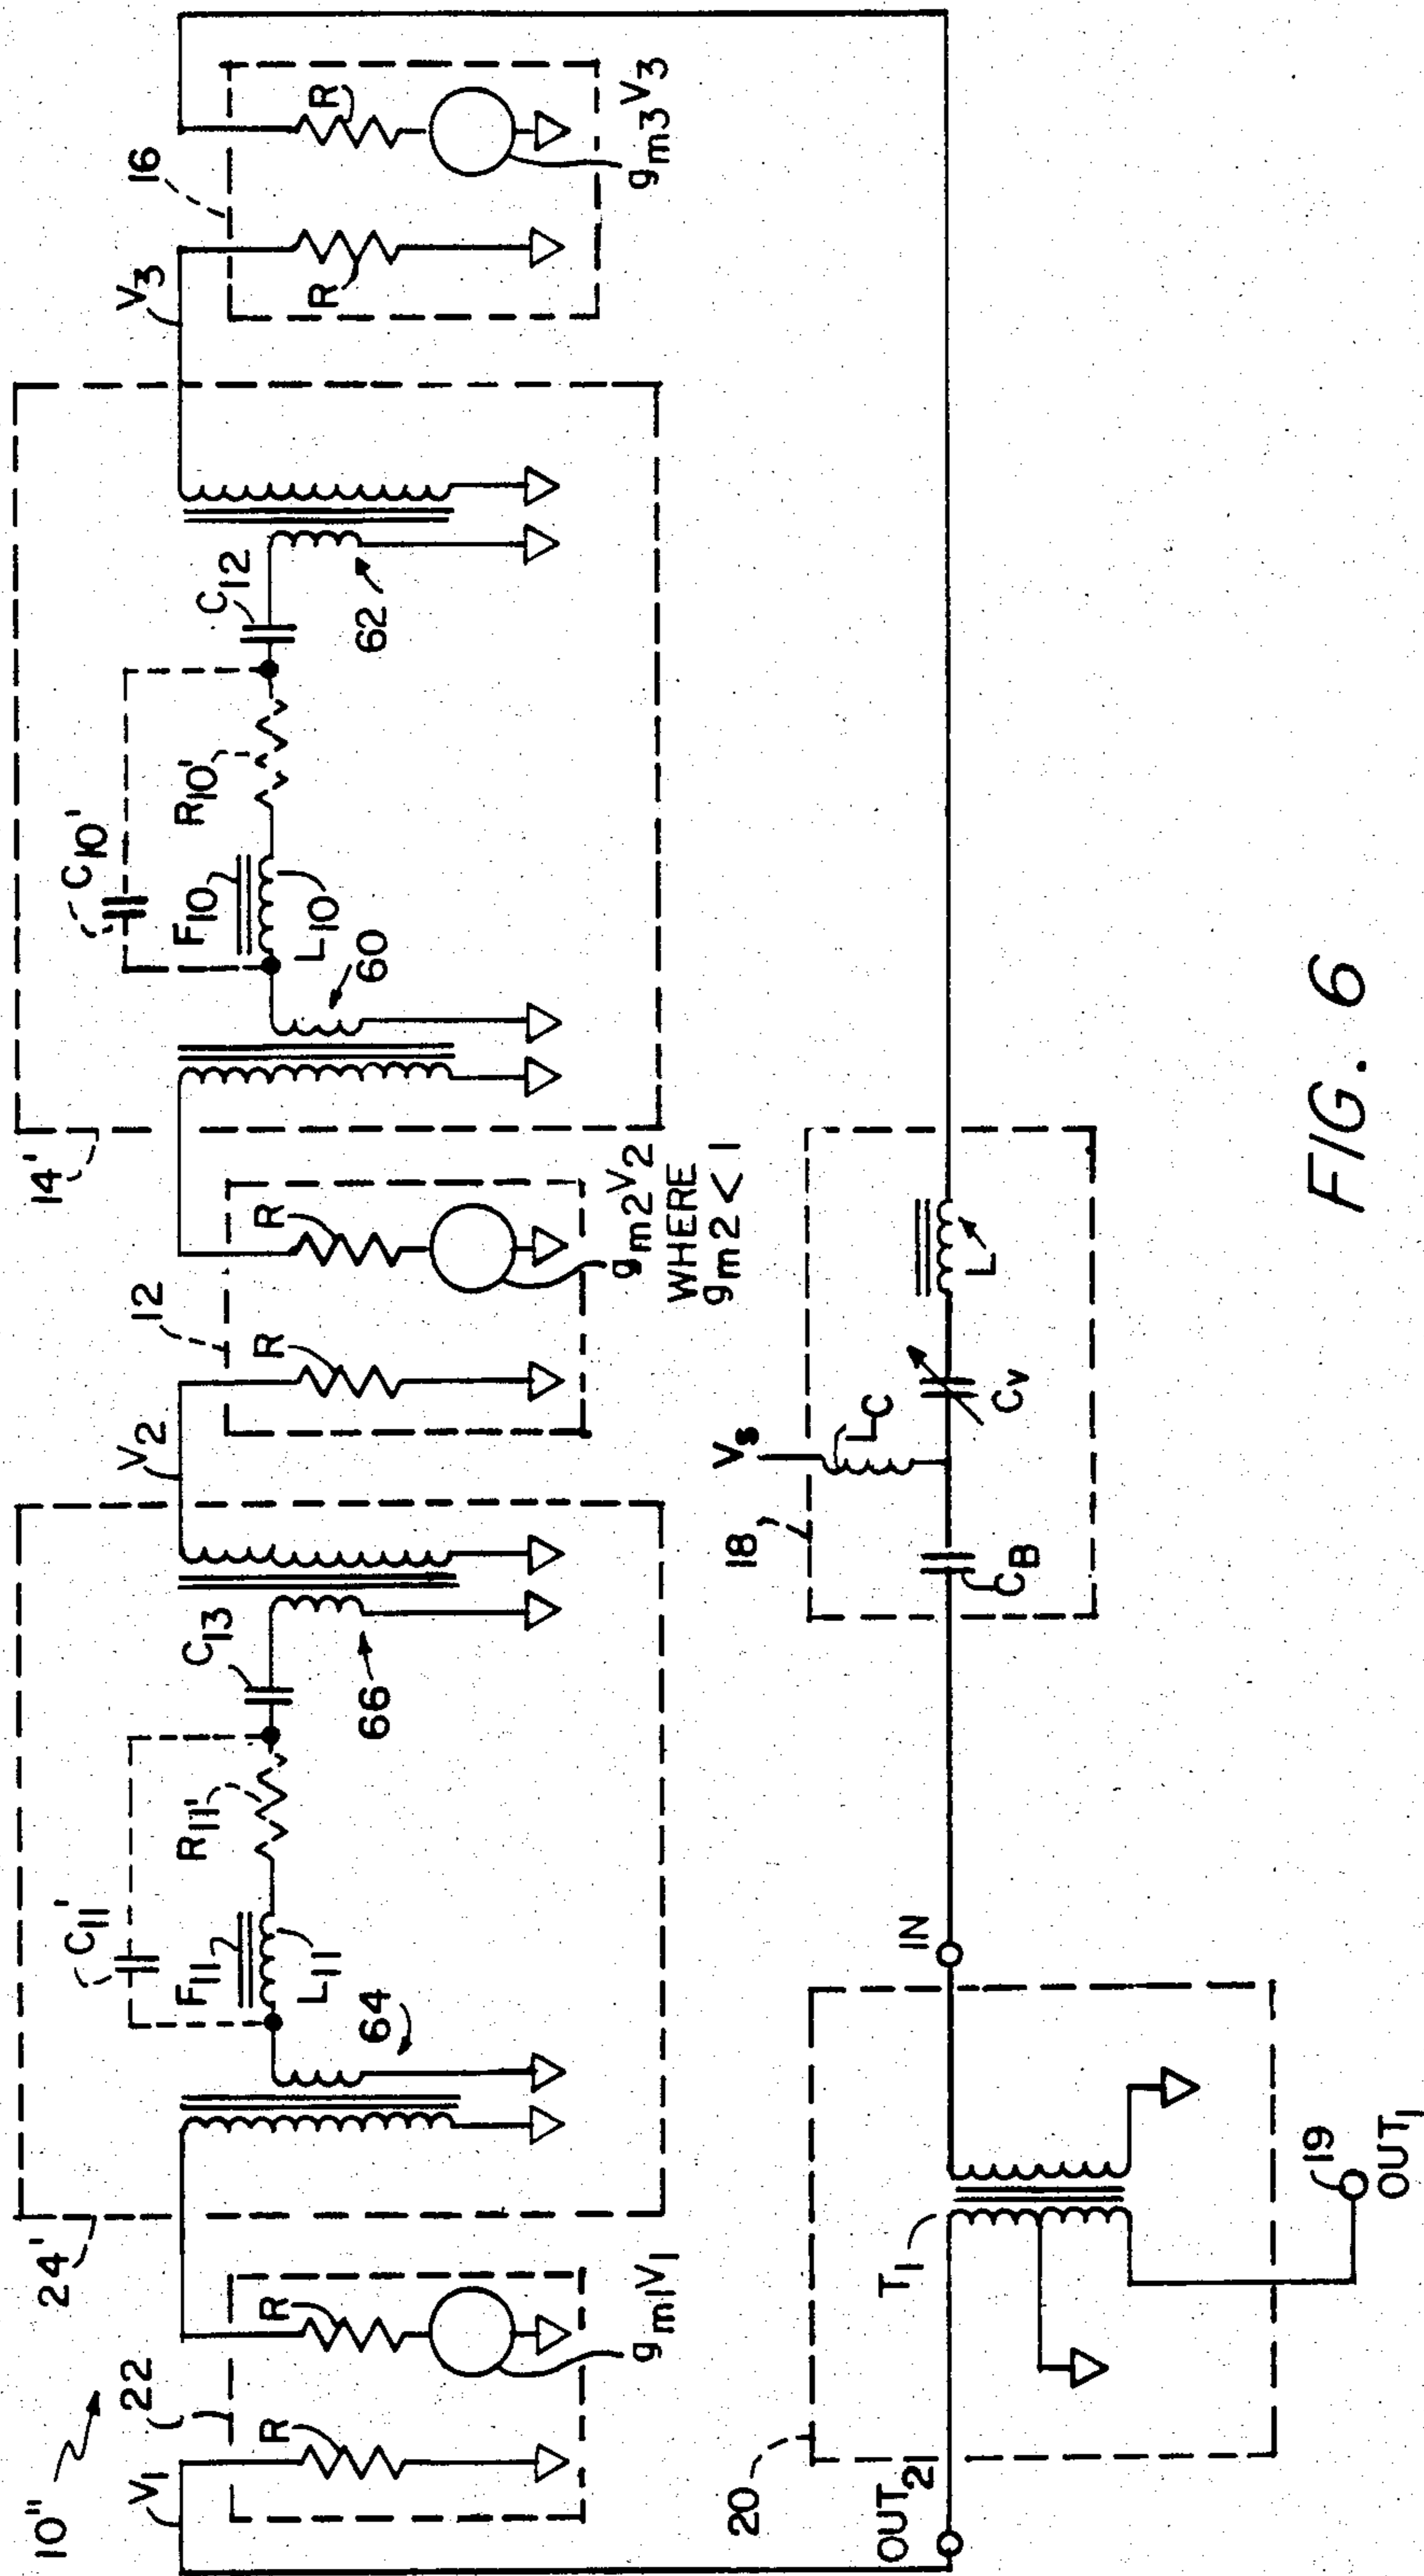 10"
V1
22
R
R
gm1V1
24'
C11'
F11
L11
R11'
64
C13
66
V2
12
R
R
gm2V2
WHERE
gm2 < 1
14'
C10'
F10
L10
R10'
60
C12
62
V3
16
R
R
gm3V3
20
OUT2
T1
IN
19
OUT1
18
VS
LC
CB
CV
L
21
FIG. 6